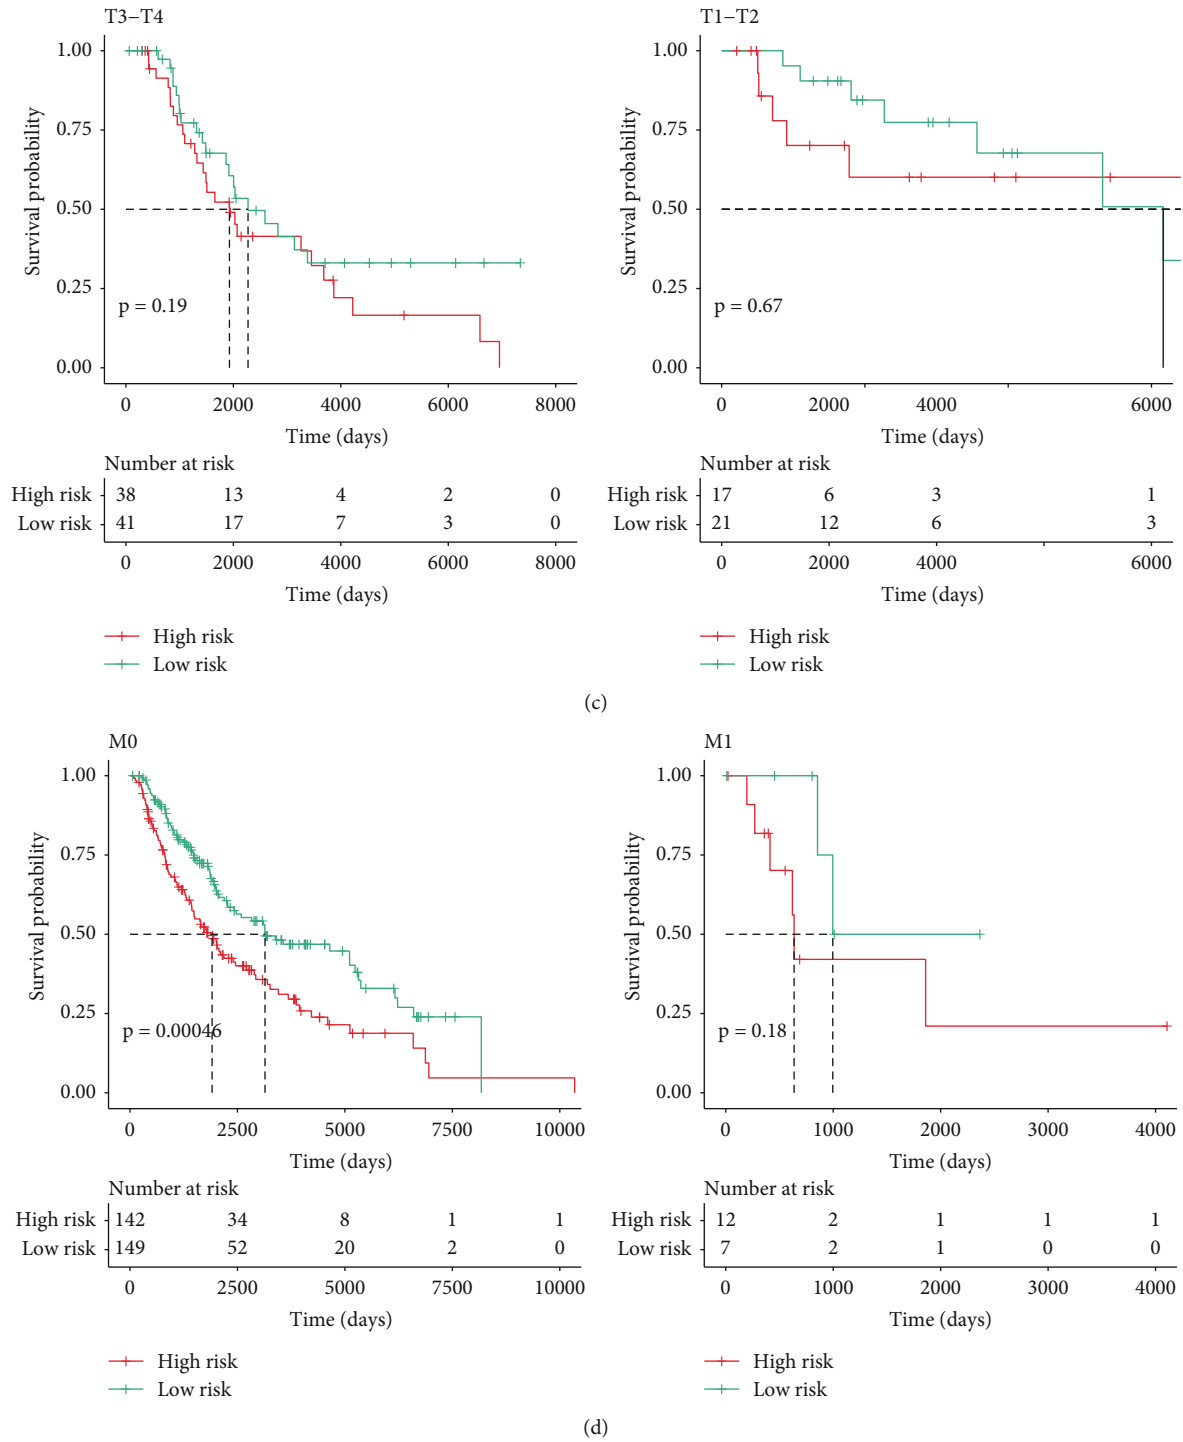 T3–T4
T1–T2
1.00
0.75
0.50
0.25
0.00
Survival probability
p = 0.19
0 2000 4000 6000 8000
Time (days)
1.00
0.75
0.50
0.25
0.00
Survival probability
p = 0.67
0 2000 4000 6000
Time (days)
Number at risk
High risk 38 13 4 2 0
Low risk 41 17 7 3 0
0 2000 4000 6000 8000
Time (days)
Number at risk
High risk 17 6 3 1
Low risk 21 12 6 3
0 2000 4000 6000
Time (days)
High risk
Low risk
High risk
Low risk
(c)
M0
M1
1.00
0.75
0.50
0.25
0.00
Survival probability
p = 0.00046
0 2500 5000 7500 10000
Time (days)
1.00
0.75
0.50
0.25
0.00
Survival probability
p = 0.18
0 1000 2000 3000 4000
Time (days)
Number at risk
High risk 142 34 8 1 1
Low risk 149 52 20 2 0
0 2500 5000 7500 10000
Time (days)
Number at risk
High risk 12 2 1 1 1
Low risk 7 2 1 0 0
0 1000 2000 3000 4000
Time (days)
High risk
Low risk
High risk
Low risk
(d)